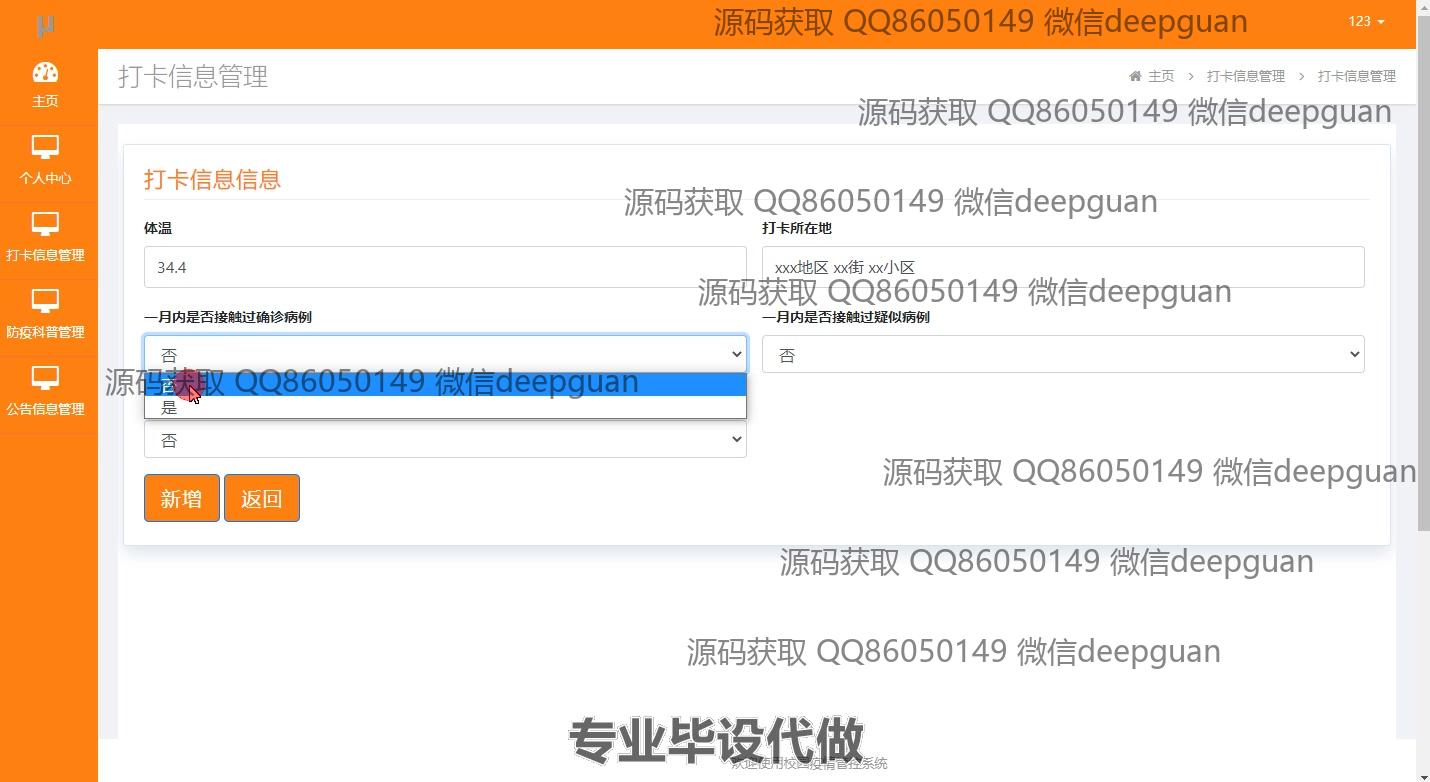 源码获取 QQ86050149 微信deepguan
123
主页
个人中心
打卡信息管理
防疫科普管理
公告信息管理
打卡信息管理
主页 > 打卡信息管理 > 打卡信息管理
源码获取 QQ86050149 微信deepguan
打卡信息信息
源码获取 QQ86050149 微信deepguan
体温
打卡所在地
34.4
xxx地区 xx街 xx小区
源码获取 QQ86050149 微信deepguan
一月内是否接触过确诊病例
一月内是否接触过疑似病例
否
否
源码获取 QQ86050149 微信deepguan
否
是
否
源码获取 QQ86050149 微信deepguan
新增
返回
源码获取 QQ86050149 微信deepguan
源码获取 QQ86050149 微信deepguan
专业毕设代做
欢迎使用校园疫情管控系统